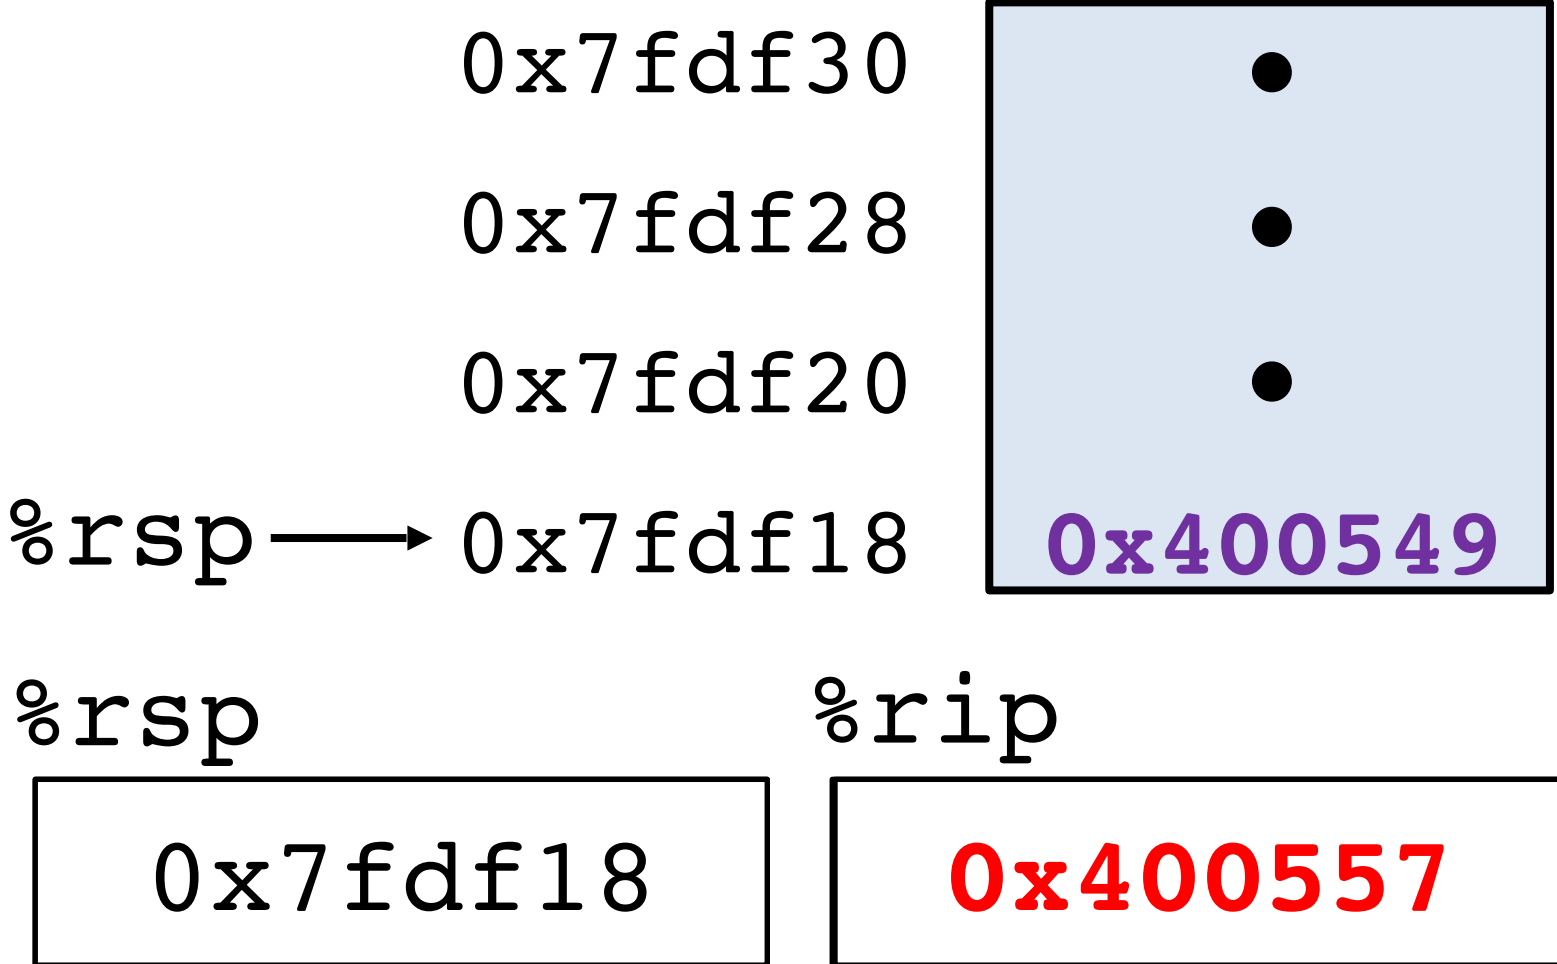 0x7fdf30
0x7fdf28
0x7fdf20
%rsp 0x7fdf18 0x400549
%rsp %rip
0x7fdf18 0x400557